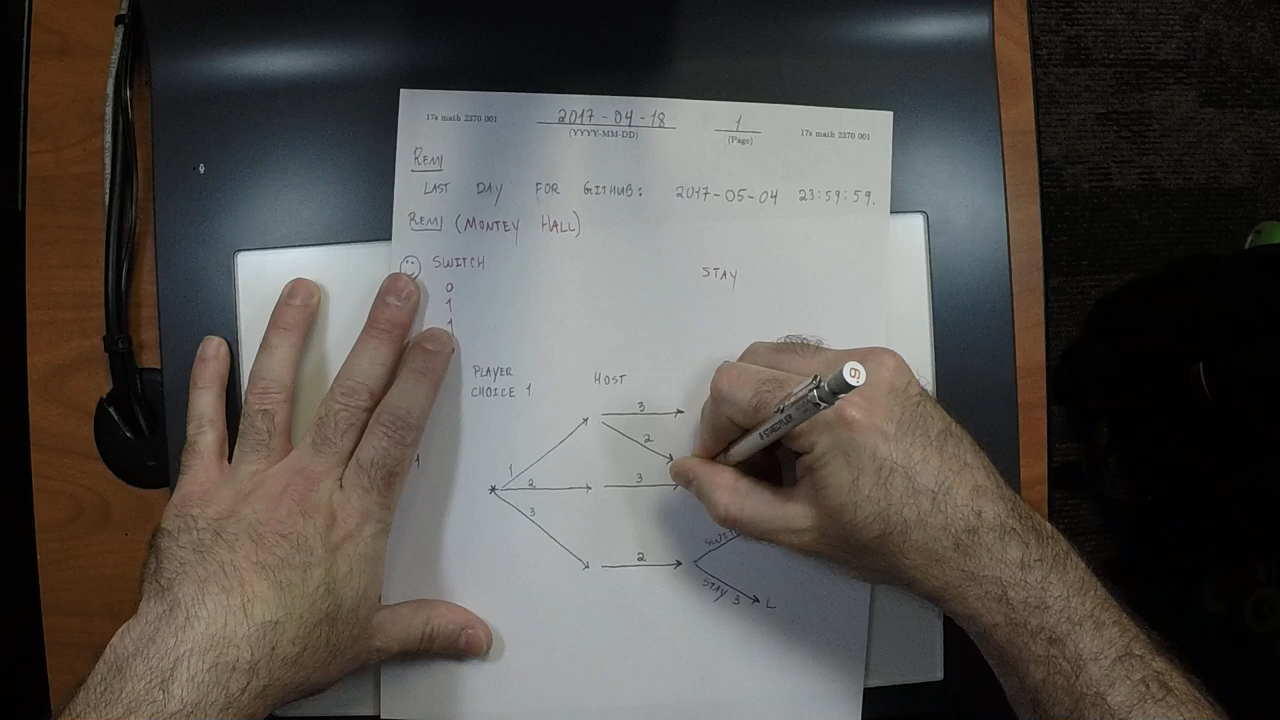 17s math 2370 001 2017-04-18 1 17s math 2370 001
(YYYY-MM-DD) (Page)
REM
LAST DAY FOR GITHUB: 2017-05-04 23:59:59.
REM (MONTEY HALL)
SWITCH STAY
0
1
1
PLAYER HOST
CHOICE 1
3
2
1
2 3
3
2
STAY 3 L
STAEDTLER